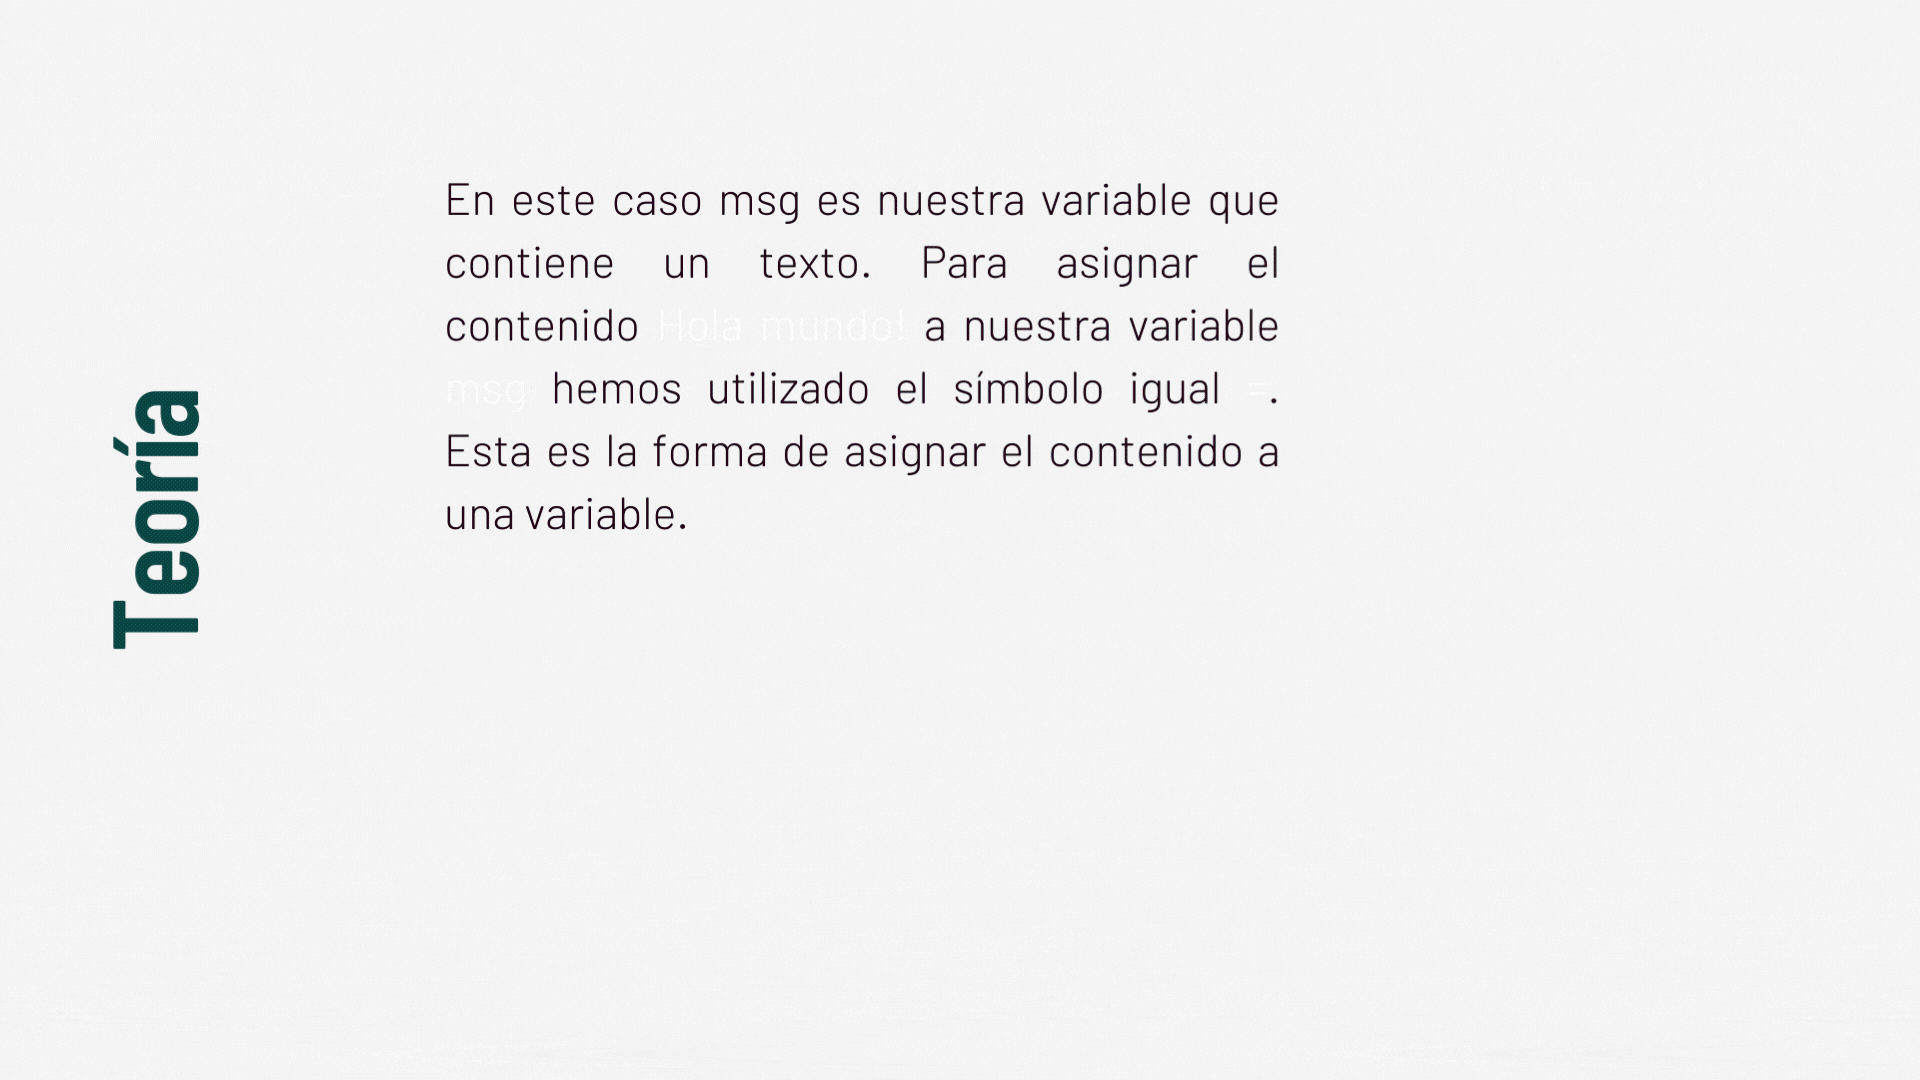 Teoría
En este caso msg es nuestra variable que
contiene un texto. Para asignar el
contenido Hola mundo! a nuestra variable
msg hemos utilizado el símbolo igual =.
Esta es la forma de asignar el contenido a
una variable.